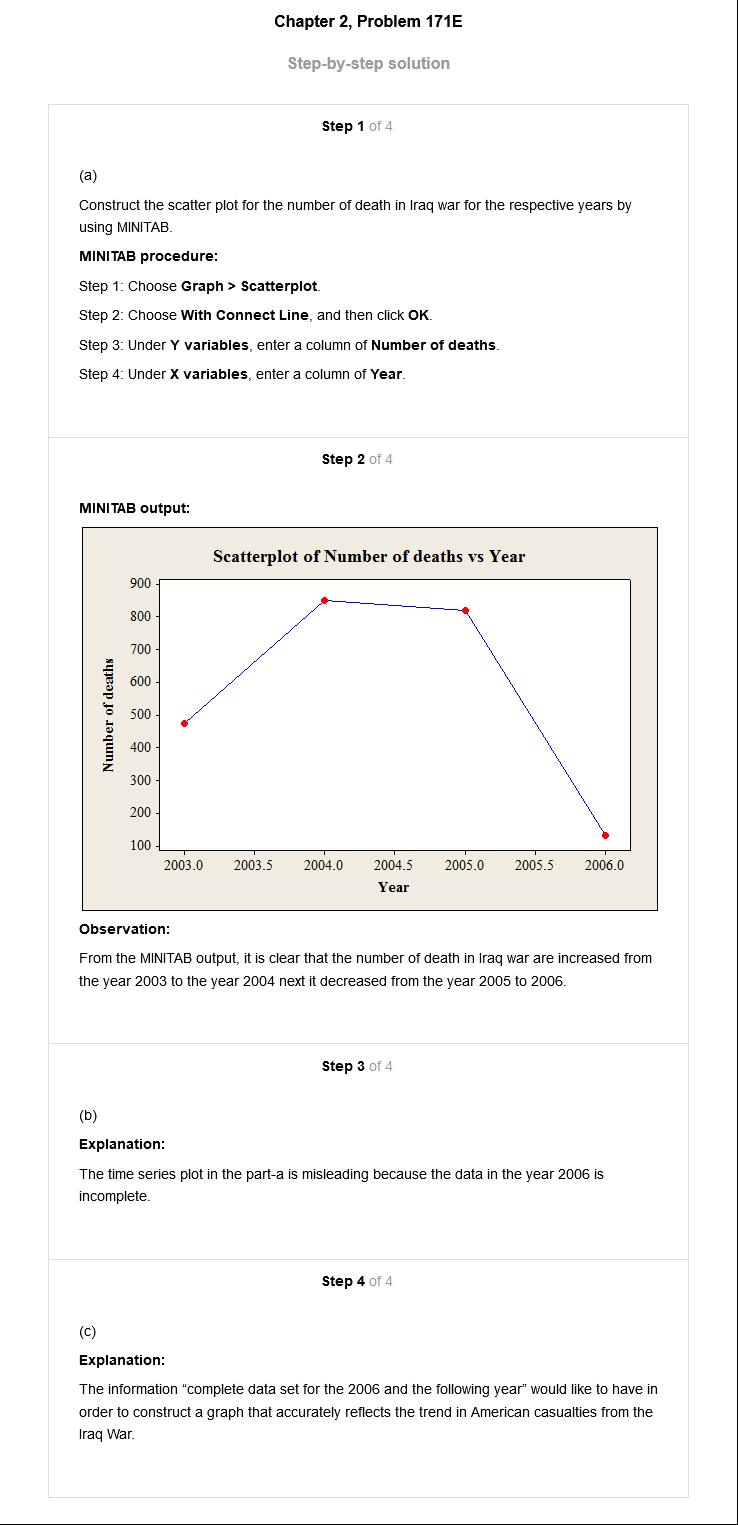 Chapter 2, Problem 171E
Step-by-step solution
Step 1 of 4
(a)
Construct the scatter plot for the number of death in Iraq war for the respective years by
using MINITAB.
MINITAB procedure:
Step 1: Choose Graph > Scatterplot.
Step 2: Choose With Connect Line, and then click OK.
Step 3: Under Y variables, enter a column of Number of deaths.
Step 4: Under X variables, enter a column of Year.
Step 2 of 4
MINITAB output:
Scatterplot of Number of deaths vs Year
900
800
700
600
500
400
300
200
100
Number of deaths
2003.0 2003.5 2004.0 2004.5 2005.0 2005.5 2006.0
Year
Observation:
From the MINITAB output, it is clear that the number of death in Iraq war are increased from
the year 2003 to the year 2004 next it decreased from the year 2005 to 2006.
Step 3 of 4
(b)
Explanation:
The time series plot in the part-a is misleading because the data in the year 2006 is
incomplete.
Step 4 of 4
(c)
Explanation:
The information “complete data set for the 2006 and the following year” would like to have in
order to construct a graph that accurately reflects the trend in American casualties from the
Iraq War.